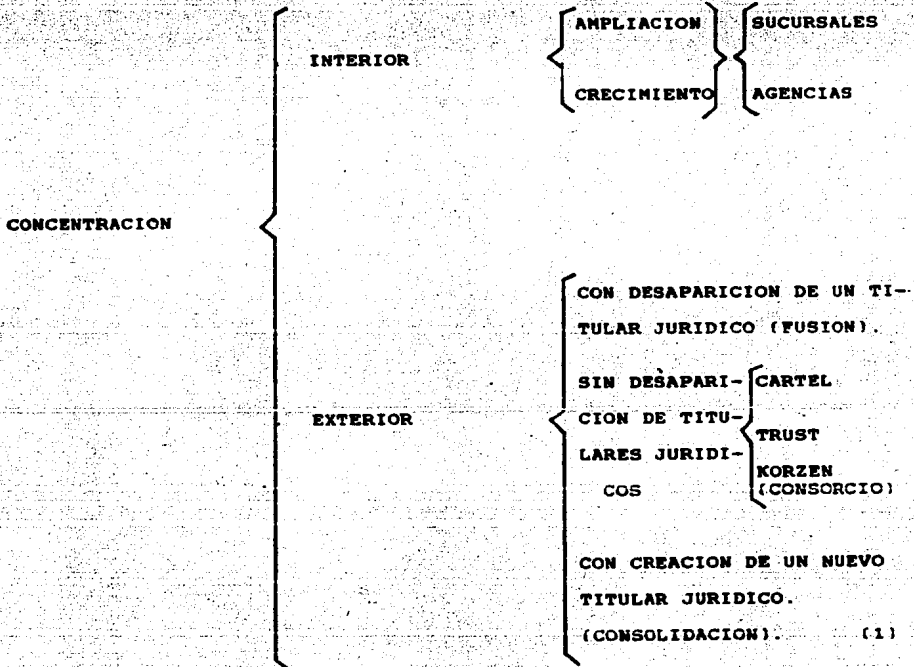 AMPLIACION SUCURSALES
INTERIOR
CRECIMIENTO AGENCIAS
CONCENTRACION
CON DESAPARICION DE UN TI-
TULAR JURIDICO (FUSION).
SIN DESAPARI- CARTEL
EXTERIOR
CION DE TITU-
TRUST
LARES JURIDI-
KORZEN
COS (CONSORCIO)
CON CREACION DE UN NUEVO
TITULAR JURIDICO.
(CONSOLIDACION). (1)